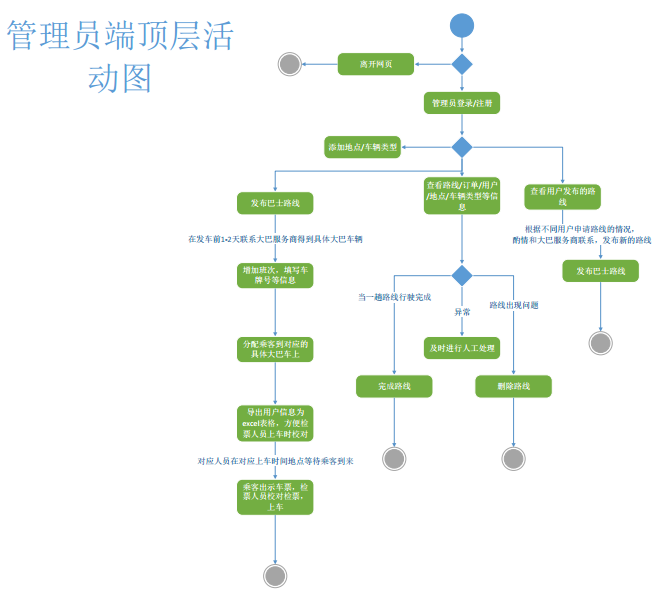 管理员端顶层活
动图
离开网页
管理员登录/注册
添加地点/车辆类型
发布巴士路线
查看路线/订单/用户
/地点/车辆类型等信
息
查看用户发布的路
线
在发车前1-2天联系大巴服务商得到具体大巴车辆
根据不同用户申请路线的情况，
酌情和大巴服务商联系，发布新的路线
增加班次，填写车
牌号等信息
发布巴士路线
当一趟路线行驶完成
异常
路线出现问题
分配乘客到对应的
具体大巴车上
及时进行人工处理
完成路线
删除路线
导出用户信息为
excel表格，方便检
票人员上车时校对
对应人员在对应上车时间地点等待乘客到来
乘客出示车票，检
票人员校对检票、
上车